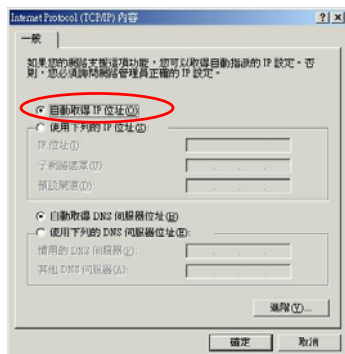 Internet Protocol (TCP/IP) 內容
一般
如果您的網路支援這項功能，您可以取得自動指派的 IP 設定。否
則，您必須詢問網路管理員正確的 IP 設定。
自動取得 IP 位址(O)
使用下列的 IP 位址(S):
IP 位址(I):
子網路遮罩(U):
預設閘道(D):
自動取得 DNS 伺服器位址(B)
使用下列的 DNS 伺服器位址(E):
慣用的 DNS 伺服器(P):
其他 DNS 伺服器(A):
進階(V)...
確定
取消